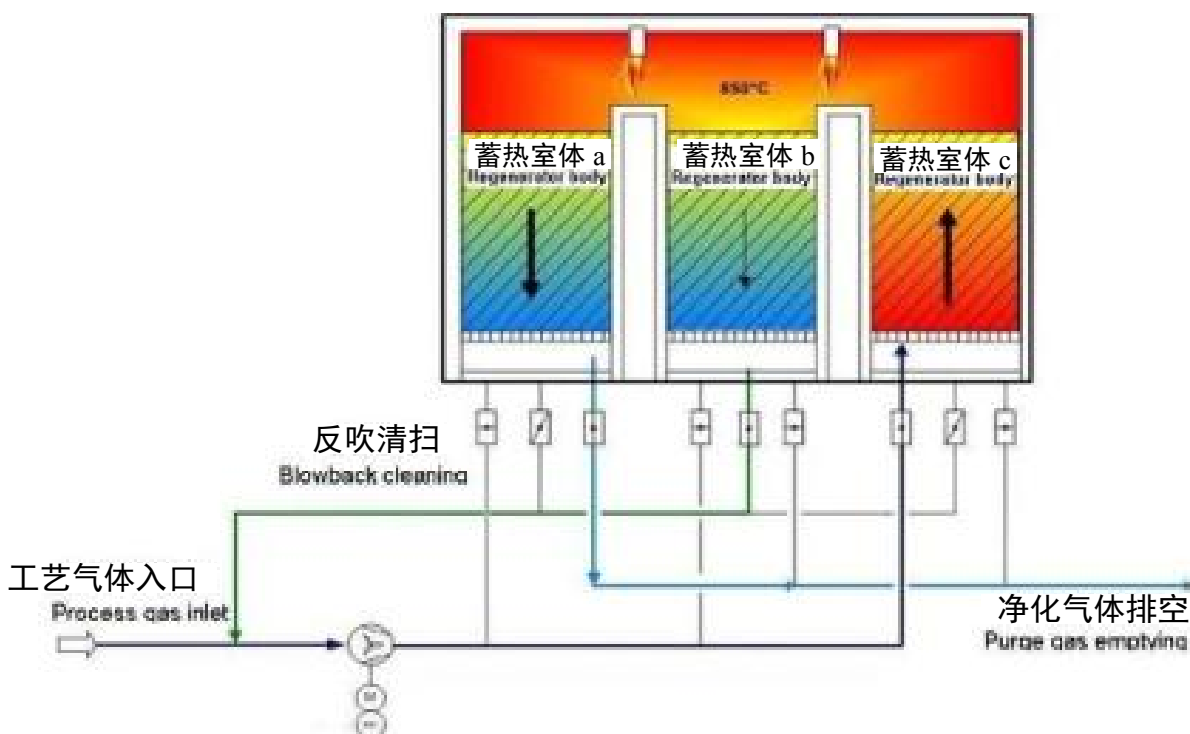 850°C
蓄热室体 a
Regenerator body
蓄热室体 b
Regenerator body
蓄热室体 c
Regenerator body
反吹清扫
Blowback cleaning
工艺气体入口
Process gas inlet
净化气体排空
Purge gas emptying
M